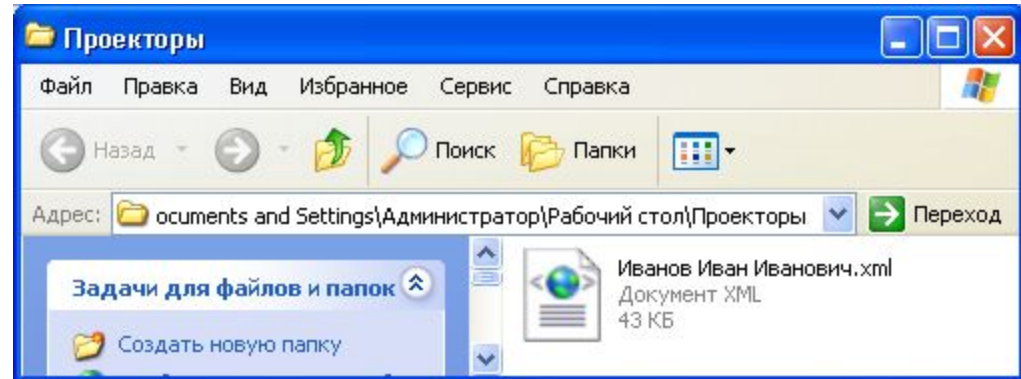 Проекторы
Файл Правка Вид Избранное Сервис Справка
Назад Поиск Папки
Адрес: ocuments and Settings\Администратор\Рабочий стол\Проекторы Переход
Задачи для файлов и папок
Создать новую папку
Иванов Иван Иванович.xml
Документ XML
43 КБ